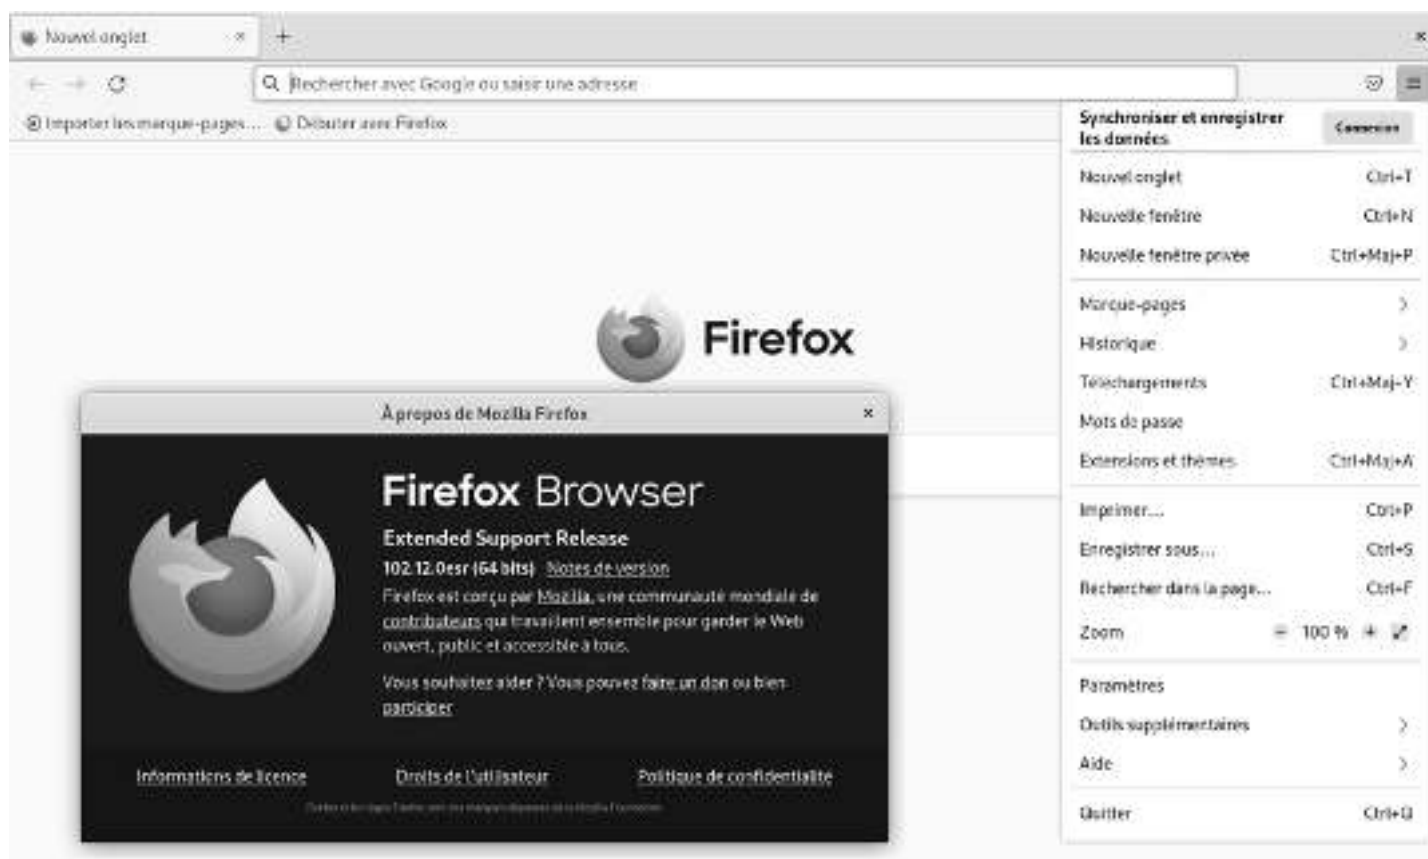 Nouvel onglet
Rechercher avec Google ou saisir une adresse
Importer les marque-pages... Débuter avec Firefox
Synchroniser et enregistrer
les données
Connexion
Nouvel onglet Ctrl+T
Nouvelle fenêtre Ctrl+N
Nouvelle fenêtre privée Ctrl+Maj+P
Marque-pages
Historique
Téléchargements Ctrl+Maj+Y
Mots de passe
Extensions et thèmes Ctrl+Maj+A
Imprimer... Ctrl+P
Enregistrer sous... Ctrl+S
Rechercher dans la page... Ctrl+F
Zoom − 100 % +
Paramètres
Outils supplémentaires
Aide
Quitter Ctrl+Q
Firefox
À propos de Mozilla Firefox
Firefox Browser
Extended Support Release
102.12.0esr (64 bits) Notes de version
Firefox est conçu par Mozilla, une communauté mondiale de
contributeurs qui travaillent ensemble pour garder le Web
ouvert, public et accessible à tous.
Vous souhaitez aider ? Vous pouvez faire un don ou bien
participer
Informations de licence Droits de l'utilisateur Politique de confidentialité